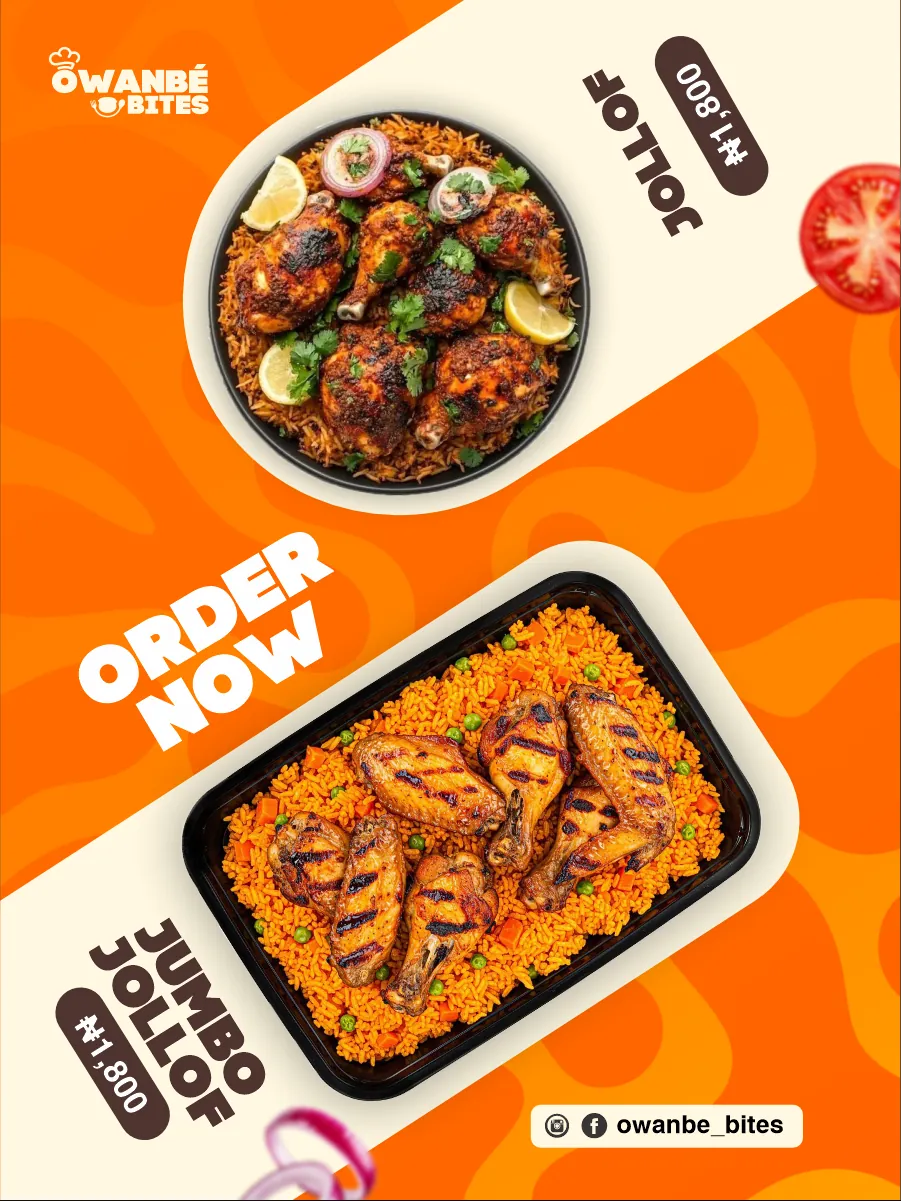 OWANBÉ
BITES
JOLLOF
₦1,800
ORDER
NOW
JUMBO
JOLLOF
₦1,800
owanbe_bites